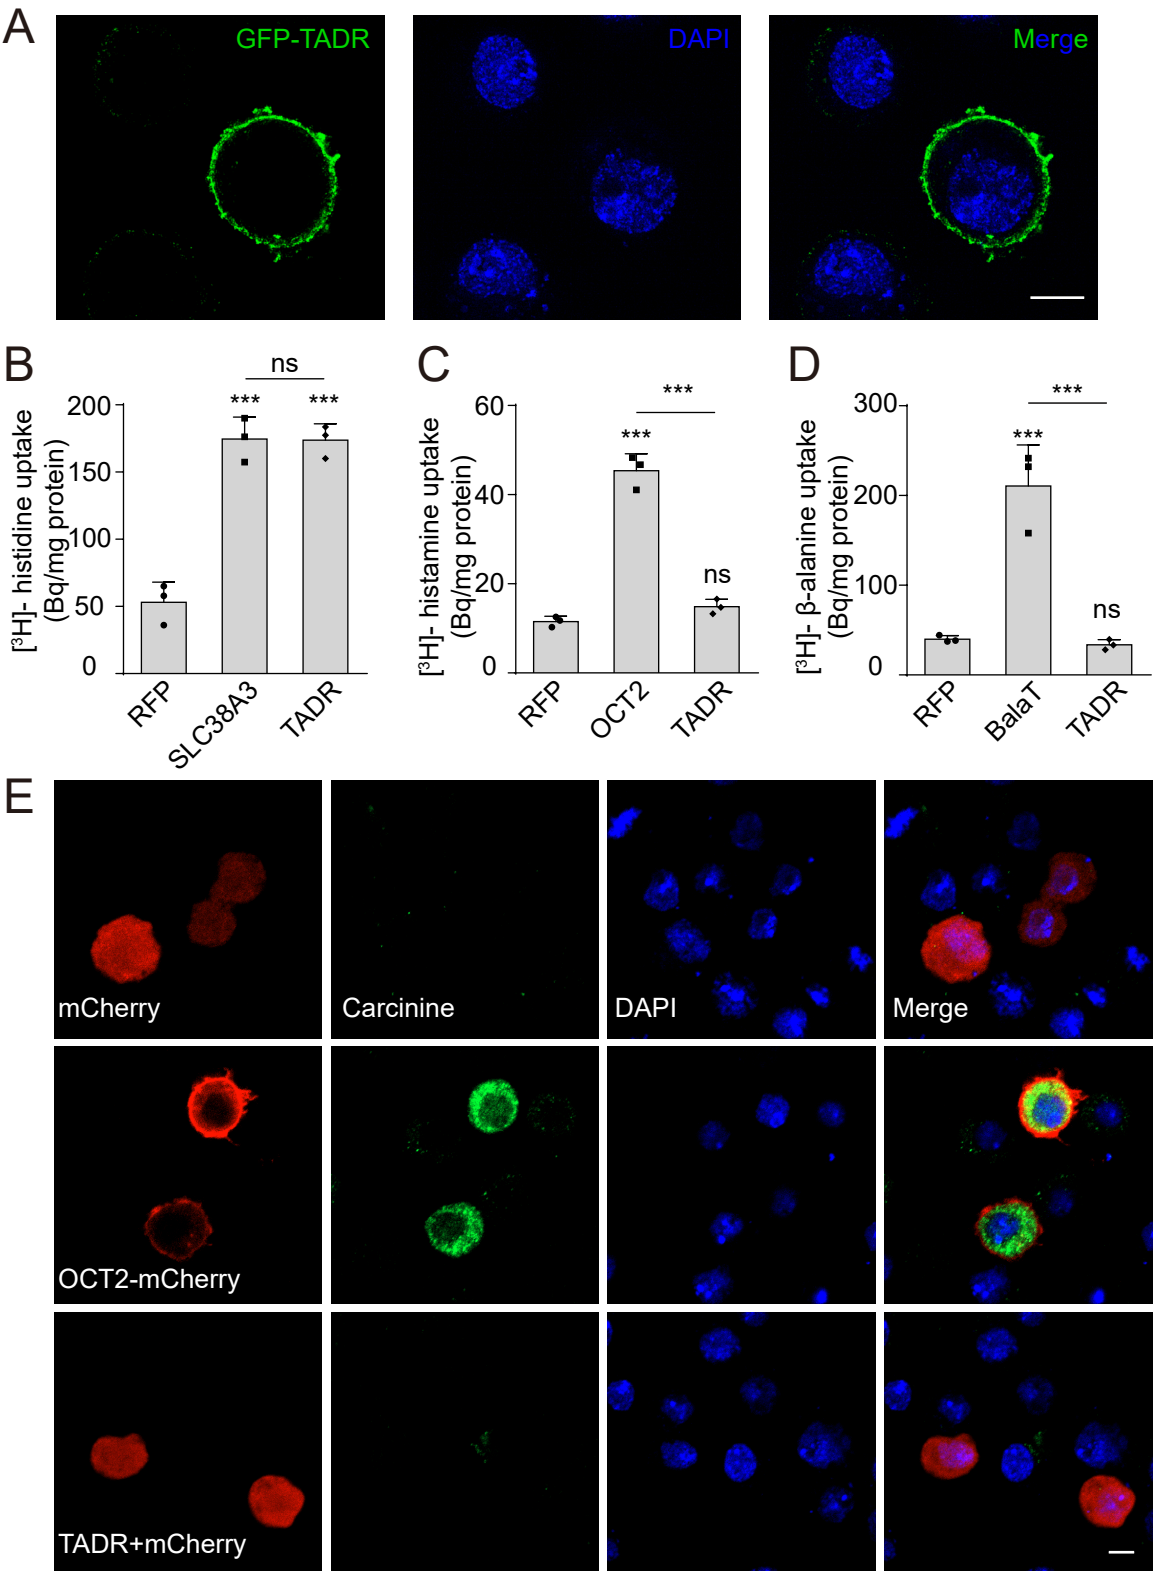 A
GFP-TADR
DAPI
Merge
B
[³H]- histidine uptake
(Bq/mg protein)
200
150
100
50
0
ns
***
***
RFP
SLC38A3
TADR
C
[³H]- histamine uptake
(Bq/mg protein)
60
40
20
0
***
***
ns
RFP
OCT2
TADR
D
[³H]- β-alanine uptake
(Bq/mg protein)
300
200
100
0
***
***
ns
RFP
BalaT
TADR
E
mCherry
Carcinine
DAPI
Merge
OCT2-mCherry
TADR+mCherry